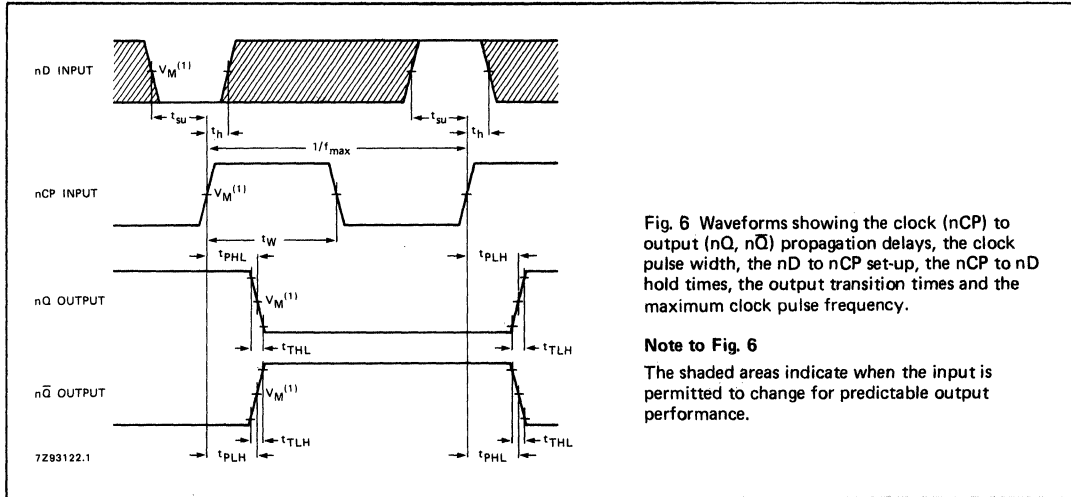 nD INPUT
V_M(1)
t_su
t_h
t_su
t_h
1/f_max
nCP INPUT
V_M(1)
t_W
t_PHL
t_PLH
nQ OUTPUT
V_M(1)
t_THL
t_TLH
nQ̅ OUTPUT
V_M(1)
t_TLH
t_THL
t_PLH
t_PHL
7Z93122.1
Fig. 6 Waveforms showing the clock (nCP) to
output (nQ, nQ̅) propagation delays, the clock
pulse width, the nD to nCP set-up, the nCP to nD
hold times, the output transition times and the
maximum clock pulse frequency.
Note to Fig. 6
The shaded areas indicate when the input is
permitted to change for predictable output
performance.